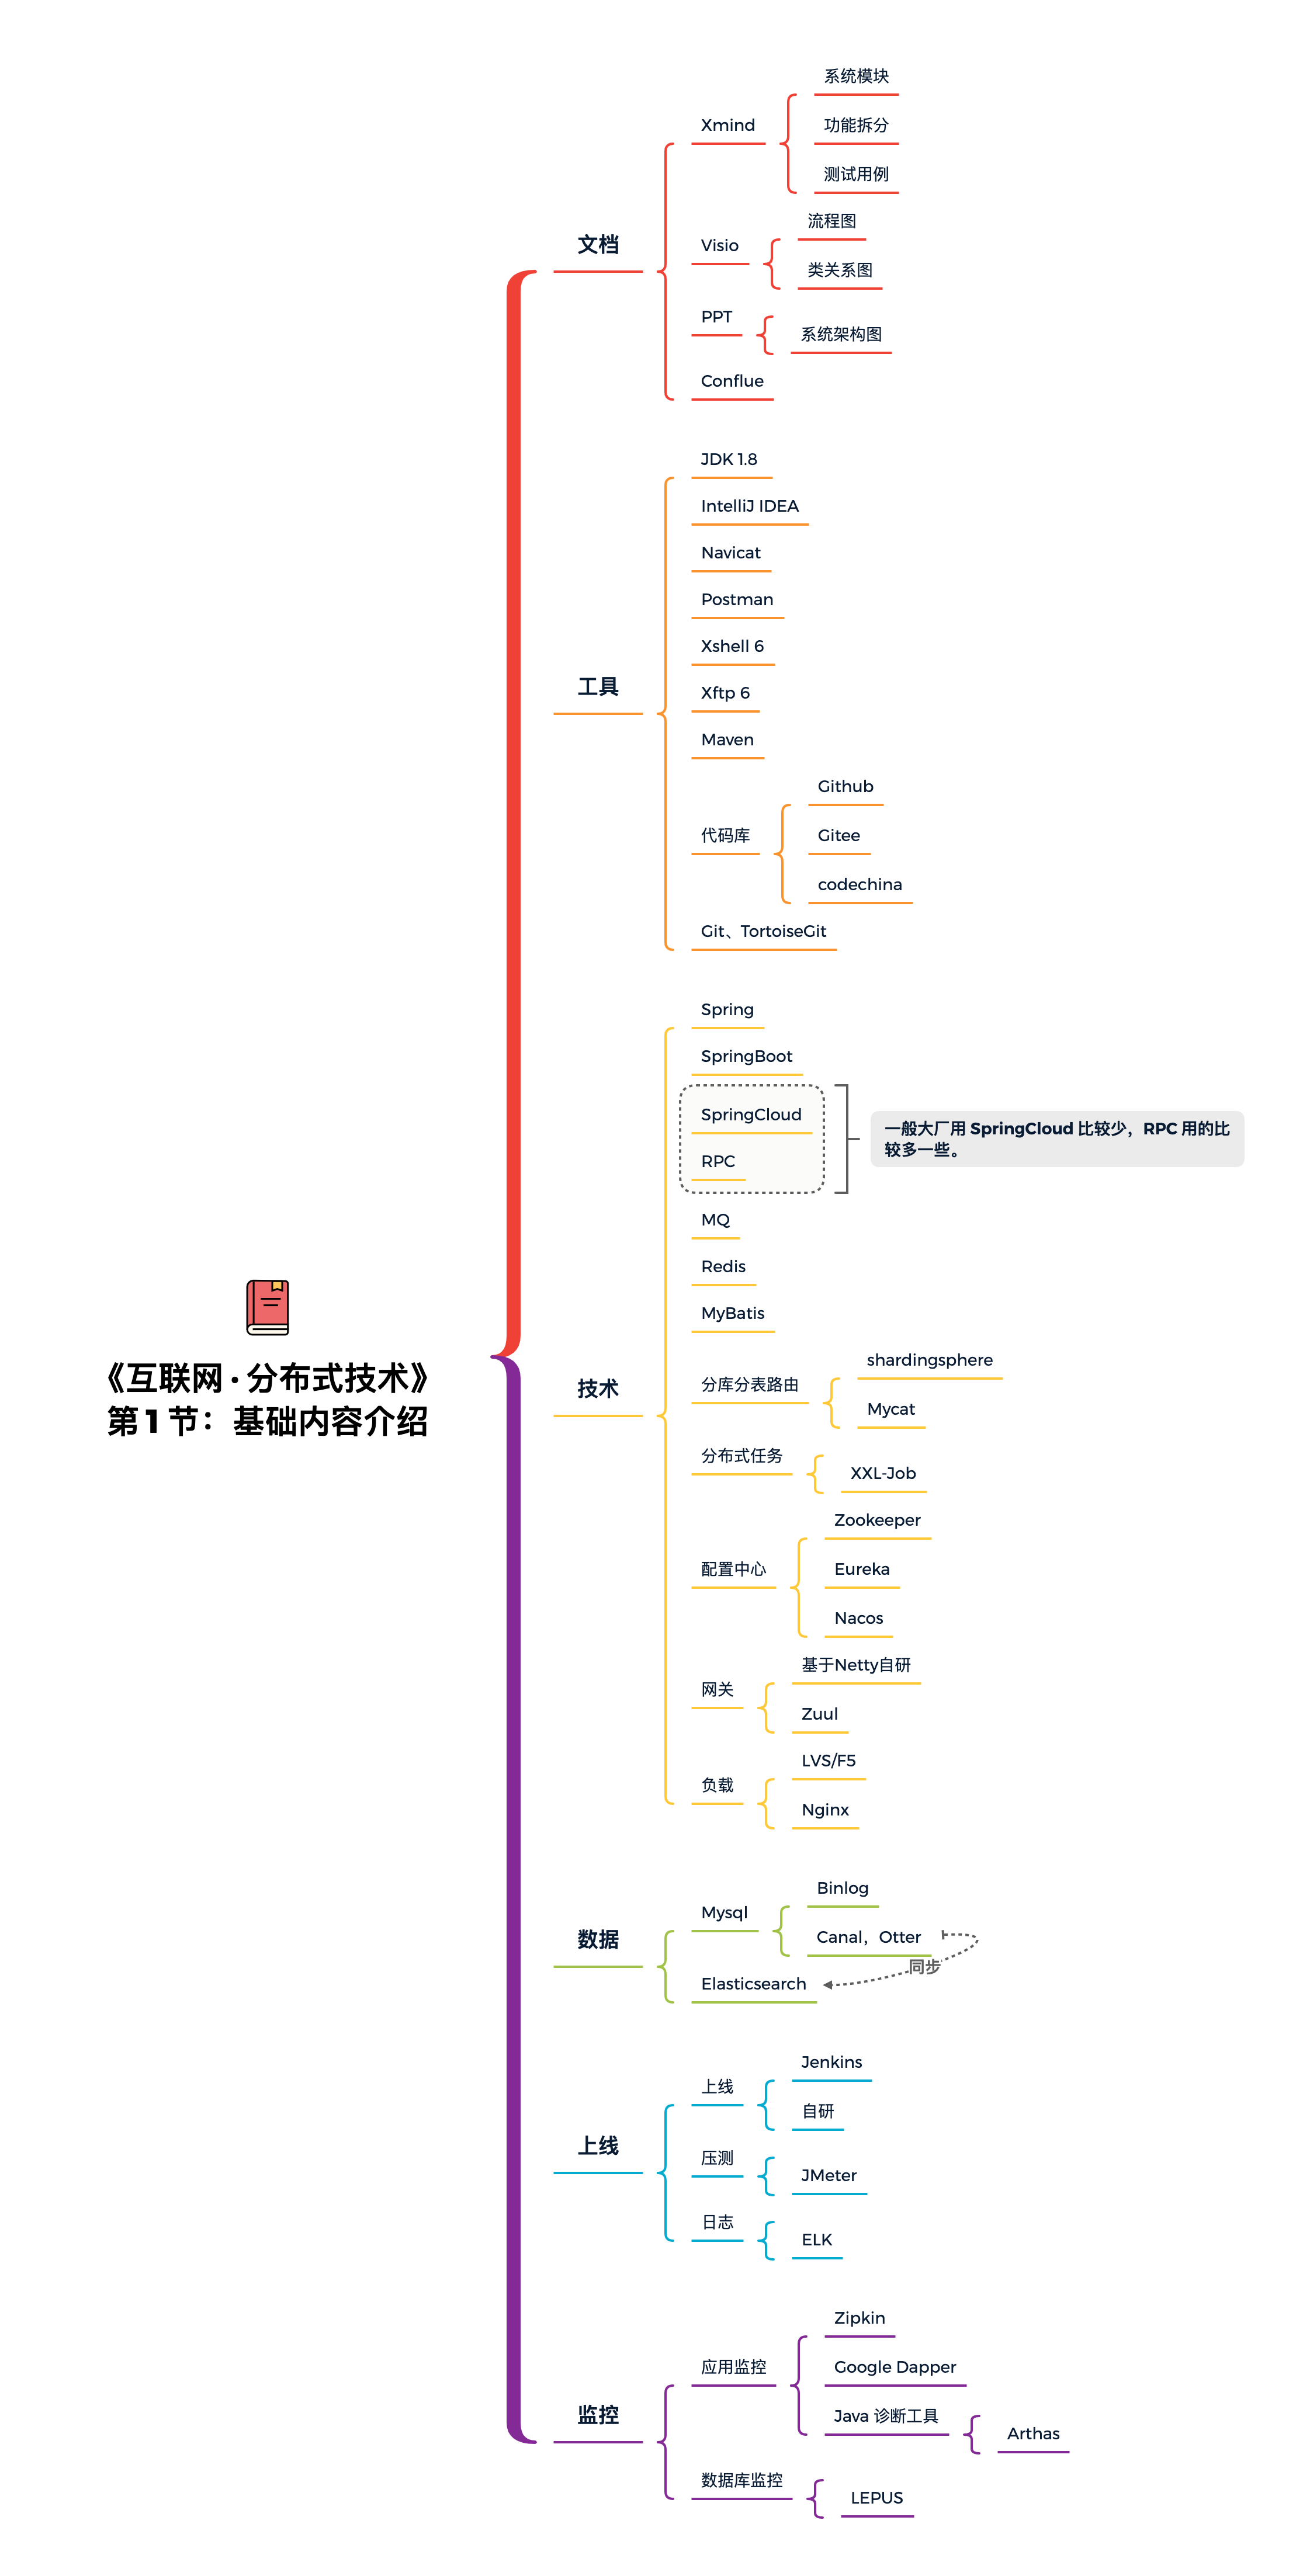 《互联网·分布式技术》
第 1 节：基础内容介绍
文档
Xmind
系统模块
功能拆分
测试用例
Visio
流程图
类关系图
PPT
系统架构图
Conflue
工具
JDK 1.8
IntelliJ IDEA
Navicat
Postman
Xshell 6
Xftp 6
Maven
代码库
Github
Gitee
codechina
Git、TortoiseGit
技术
Spring
SpringBoot
SpringCloud
RPC
一般大厂用 SpringCloud 比较少，RPC 用的比
较多一些。
MQ
Redis
MyBatis
分库分表路由
shardingsphere
Mycat
分布式任务
XXL-Job
配置中心
Zookeeper
Eureka
Nacos
网关
基于Netty自研
Zuul
负载
LVS/F5
Nginx
数据
Mysql
Binlog
Canal，Otter
同步
Elasticsearch
上线
上线
Jenkins
自研
压测
JMeter
日志
ELK
监控
应用监控
Zipkin
Google Dapper
Java 诊断工具
Arthas
数据库监控
LEPUS